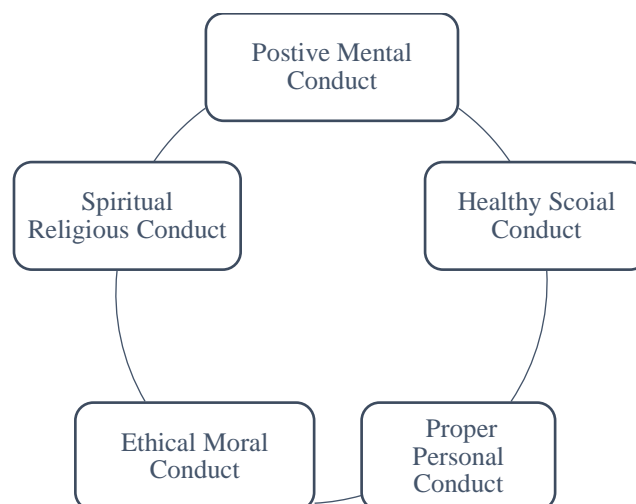 Postive Mental
Conduct
Spiritual
Religious Conduct
Healthy Scoial
Conduct
Ethical Moral
Conduct
Proper
Personal
Conduct